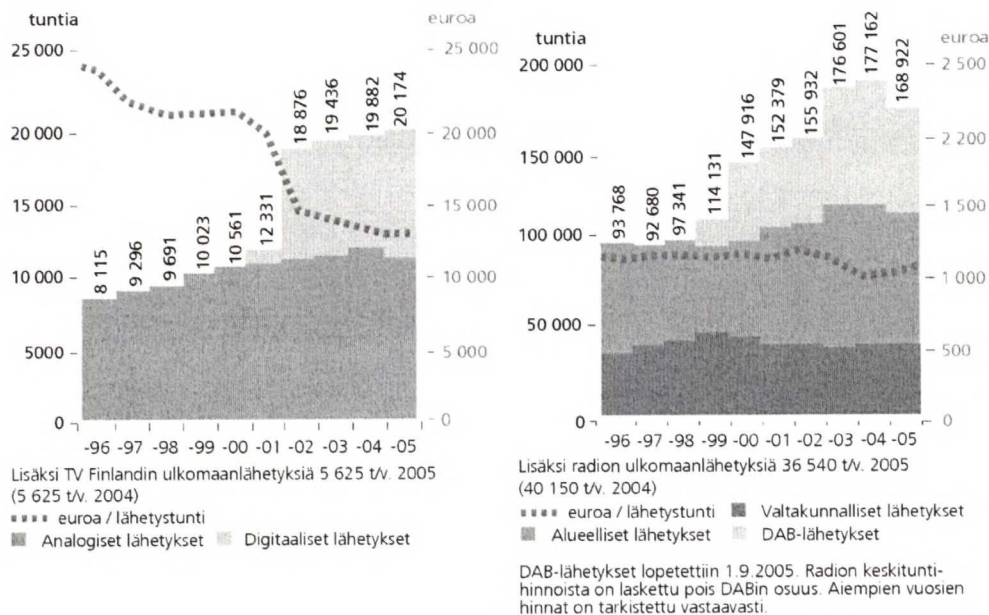 tuntia
euroa
25 000
25 000
20 000
20 000
15 000
15 000
10 000
10 000
5000
5 000
0
0
8 115
9 296
9 691
10 023
10 561
12 331
18 876
19 436
19 882
20 174
-96 -97 -98 -99 -00 -01 -02 -03 -04 -05
Lisäksi TV Finlandin ulkomaanlähetyksiä 5 625 t/v. 2005
(5 625 t/v. 2004)
euroa / lähetystunti
Analogiset lähetykset Digitaaliset lähetykset
tuntia
euroa
200 000
2 500
150 000
2 200
100 000
1 500
50 000
1 000
500
0
0
93 768
92 680
97 341
114 131
147 916
152 379
155 932
176 601
177 162
168 922
-96 -97 -98 -99 -00 -01 -02 -03 -04 -05
Lisäksi radion ulkomaanlähetyksiä 36 540 t/v. 2005
(40 150 t/v. 2004)
euroa / lähetystunti Valtakunnalliset lähetykset
Alueelliset lähetykset DAB-lähetykset
DAB-lähetykset lopetettiin 1.9.2005. Radion keskitunti-
hinnoista on laskettu pois DABin osuus. Aiempien vuosien
hinnat on tarkistettu vastaavasti.